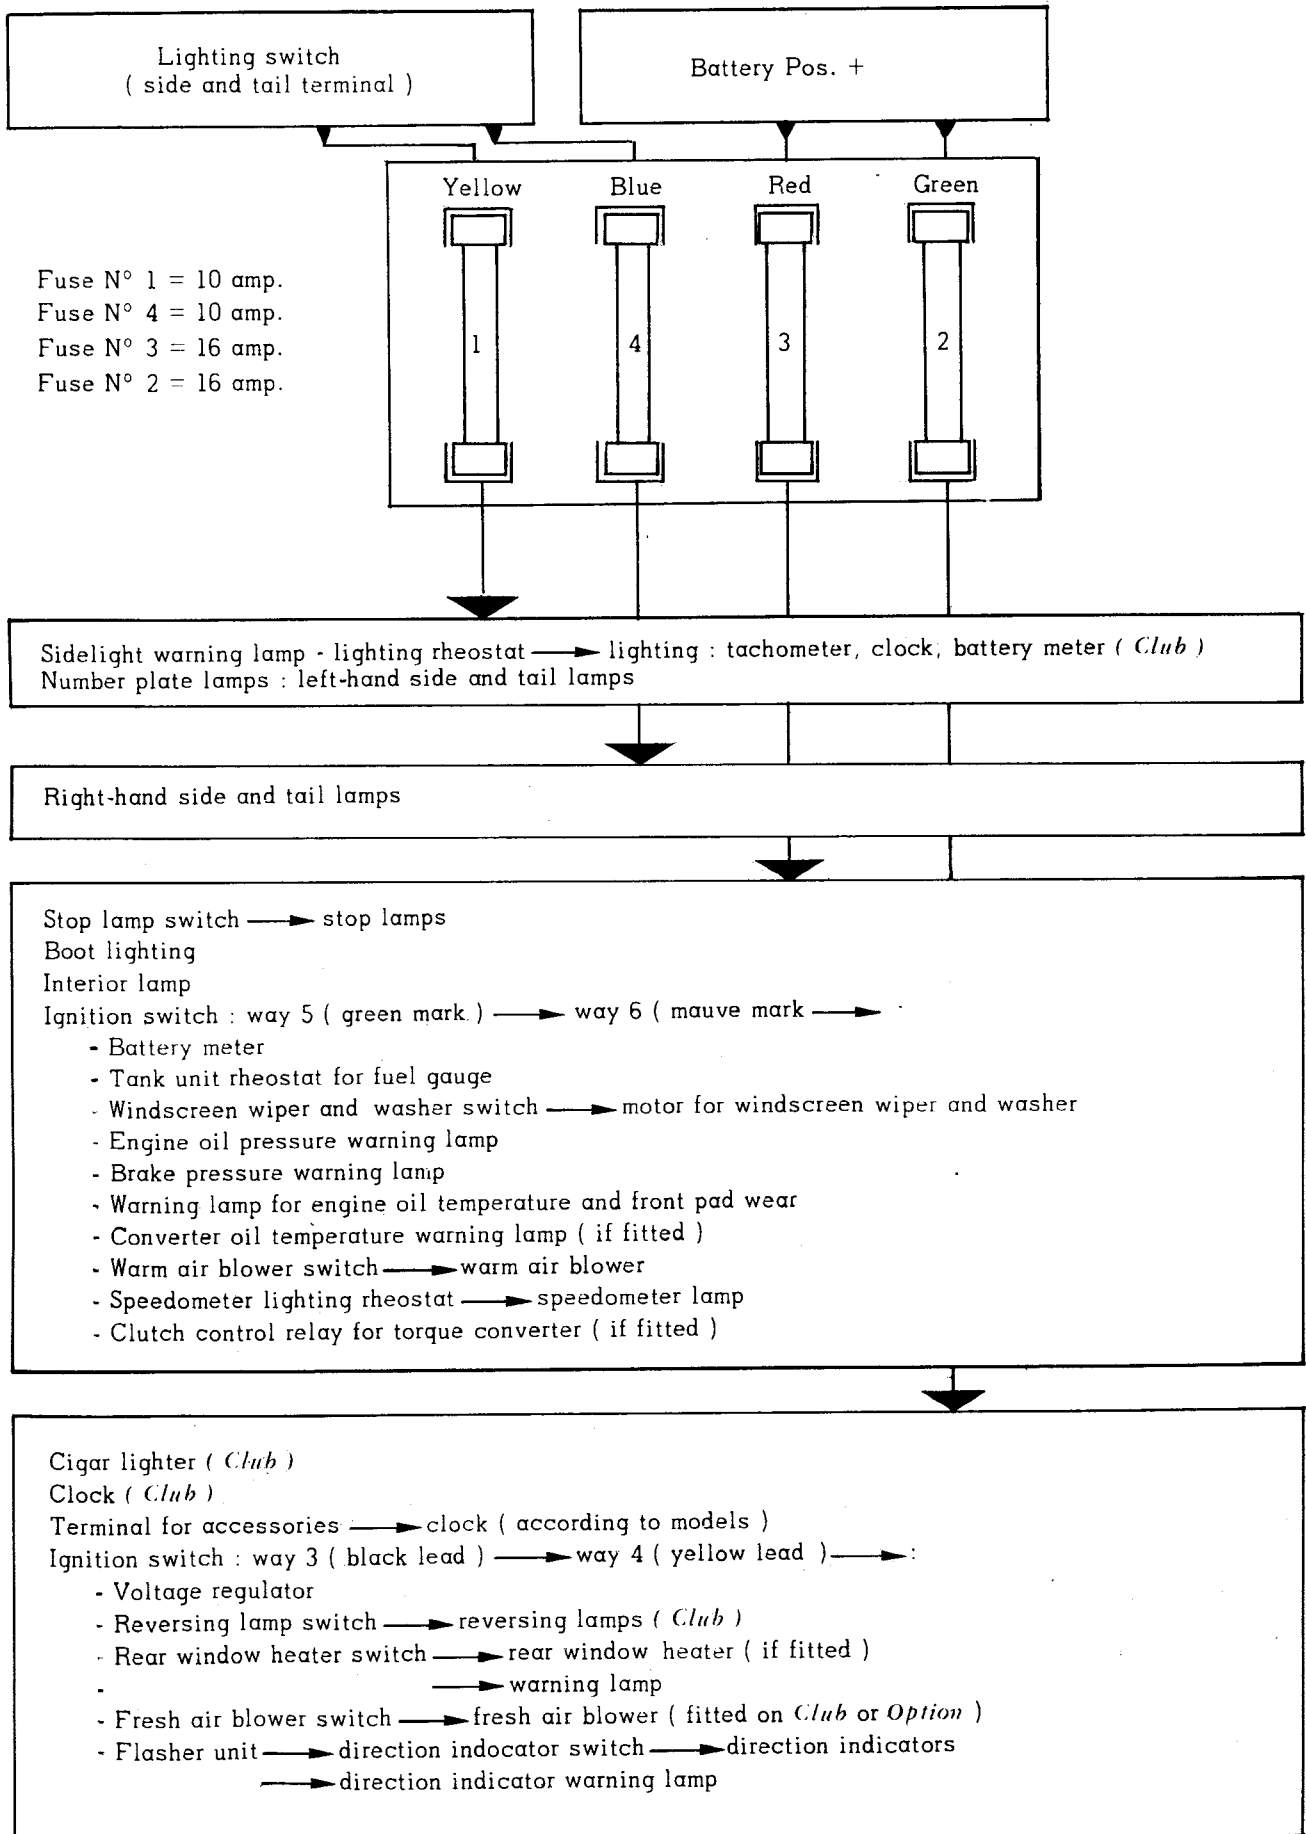 Lighting switch
( side and tail terminal )
Battery Pos. +
Yellow Blue Red Green
Fuse N° 1 = 10 amp.
Fuse N° 4 = 10 amp.
Fuse N° 3 = 16 amp.
Fuse N° 2 = 16 amp.
1 4 3 2
Sidelight warning lamp - lighting rheostat → lighting : tachometer, clock, battery meter ( Club )
Number plate lamps : left-hand side and tail lamps
Right-hand side and tail lamps
Stop lamp switch → stop lamps
Boot lighting
Interior lamp
Ignition switch : way 5 ( green mark ) → way 6 ( mauve mark →
- Battery meter
- Tank unit rheostat for fuel gauge
- Windscreen wiper and washer switch → motor for windscreen wiper and washer
- Engine oil pressure warning lamp
- Brake pressure warning lamp
- Warning lamp for engine oil temperature and front pad wear
- Converter oil temperature warning lamp ( if fitted )
- Warm air blower switch → warm air blower
- Speedometer lighting rheostat → speedometer lamp
- Clutch control relay for torque converter ( if fitted )
Cigar lighter ( Club )
Clock ( Club )
Terminal for accessories → clock ( according to models )
Ignition switch : way 3 ( black lead ) → way 4 ( yellow lead ) → :
- Voltage regulator
- Reversing lamp switch → reversing lamps ( Club )
- Rear window heater switch → rear window heater ( if fitted )
- → warning lamp
- Fresh air blower switch → fresh air blower ( fitted on Club or Option )
- Flasher unit → direction indocator switch → direction indicators
→ direction indicator warning lamp